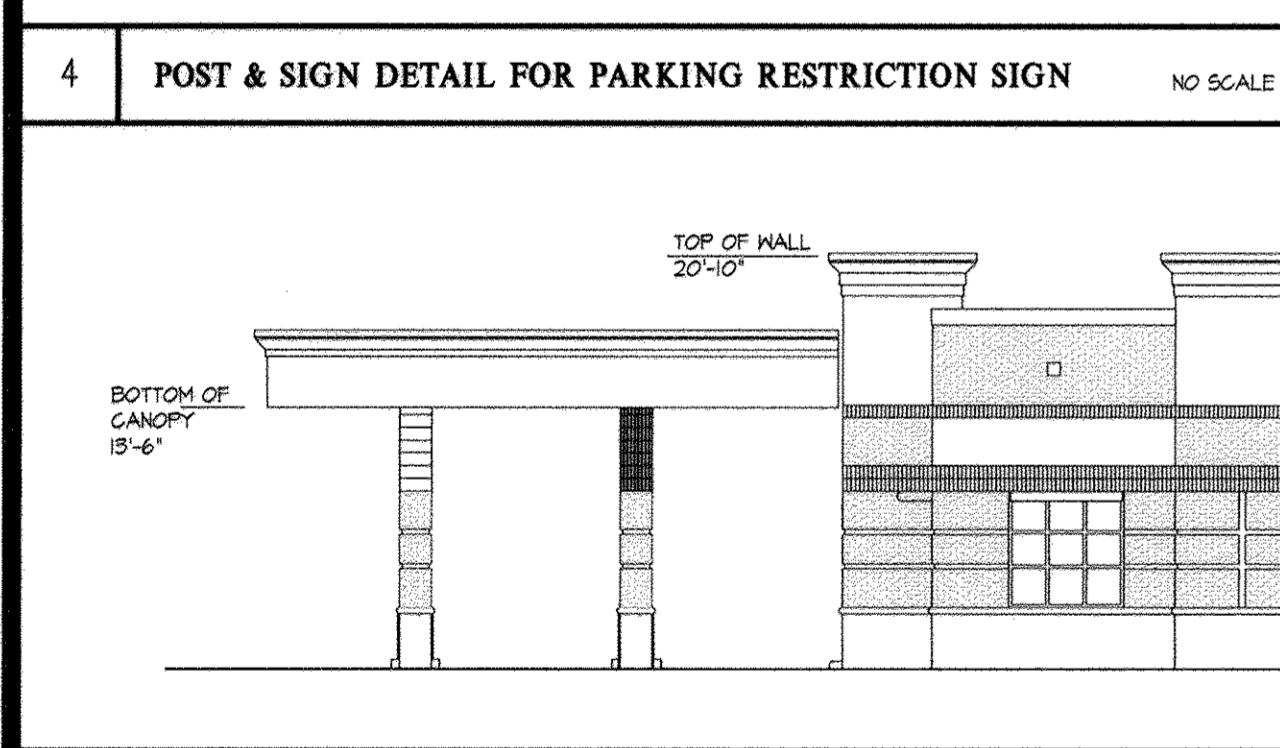 4
POST & SIGN DETAIL FOR PARKING RESTRICTION SIGN
NO SCALE
TOP OF WALL
20'-10"
BOTTOM OF
CANOPY
13'-6"